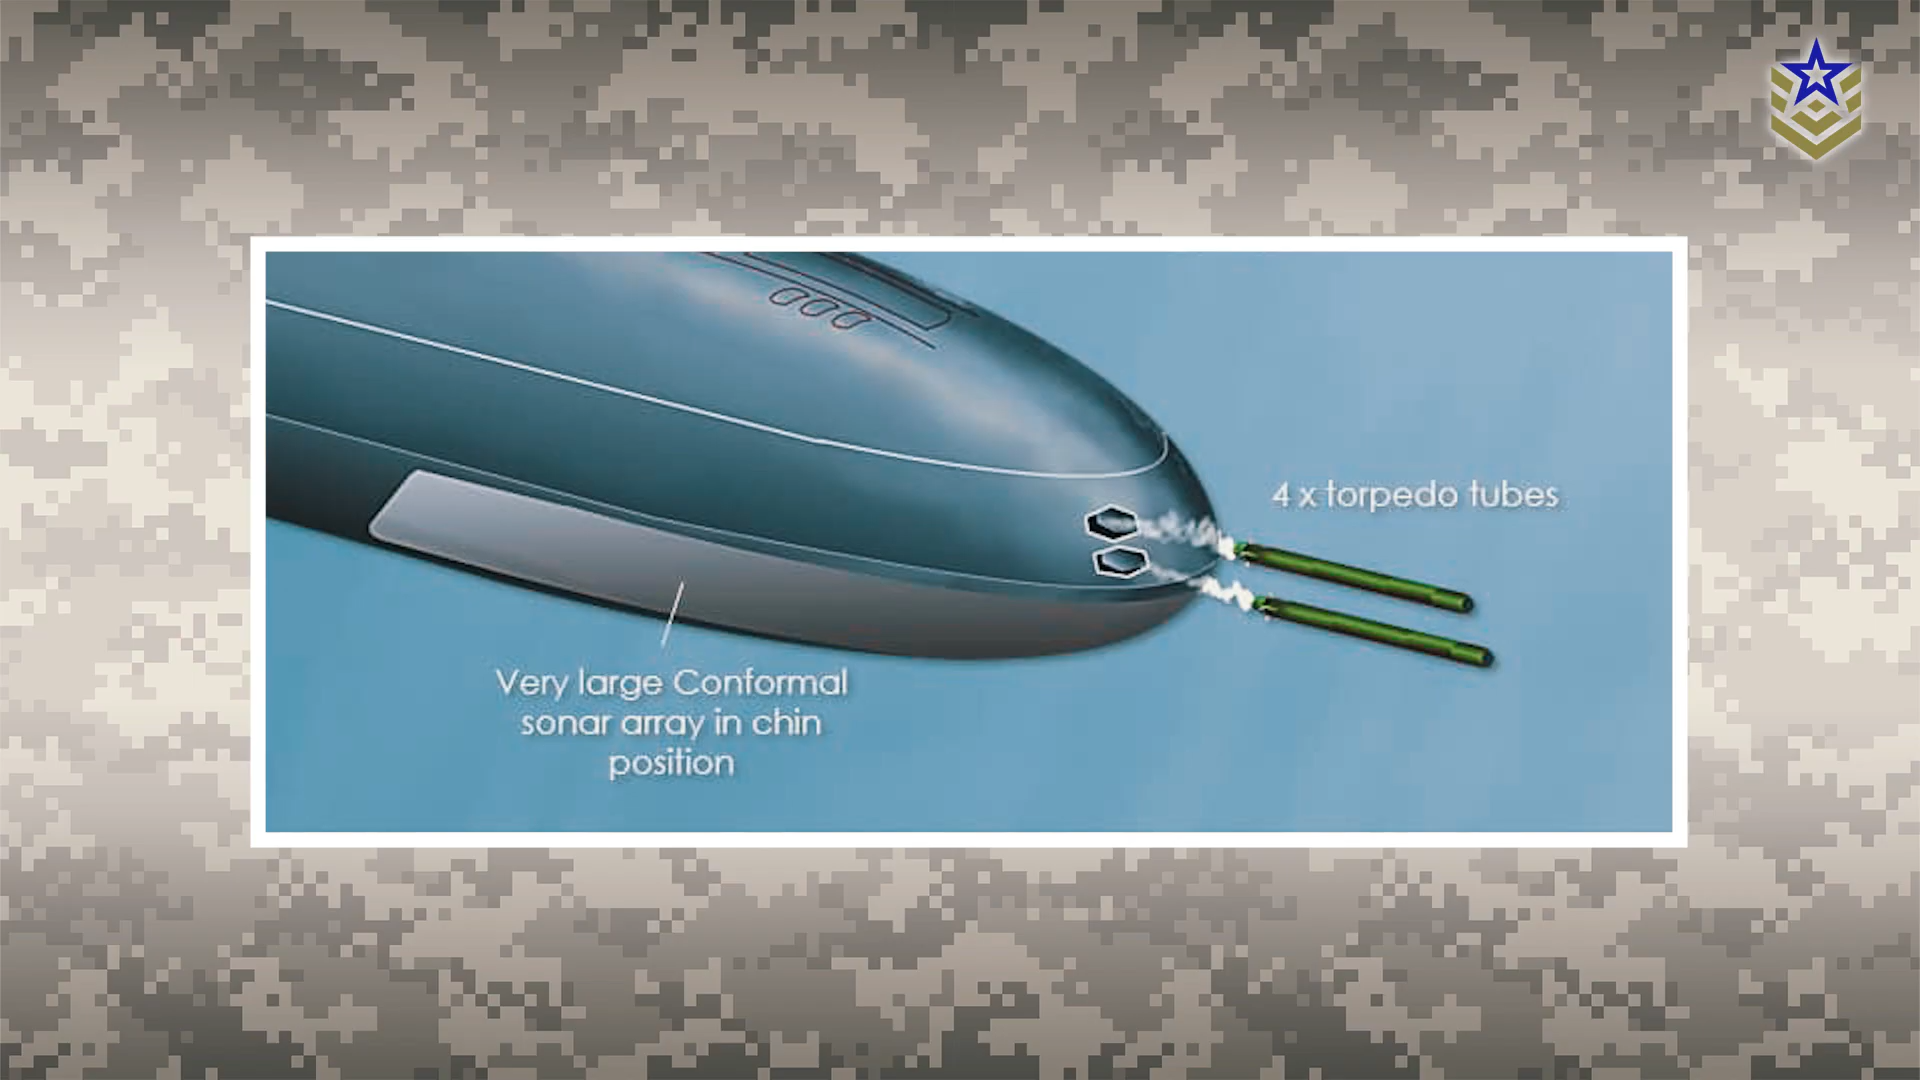 4 x torpedo tubes
Very large Conformal
sonar array in chin
position